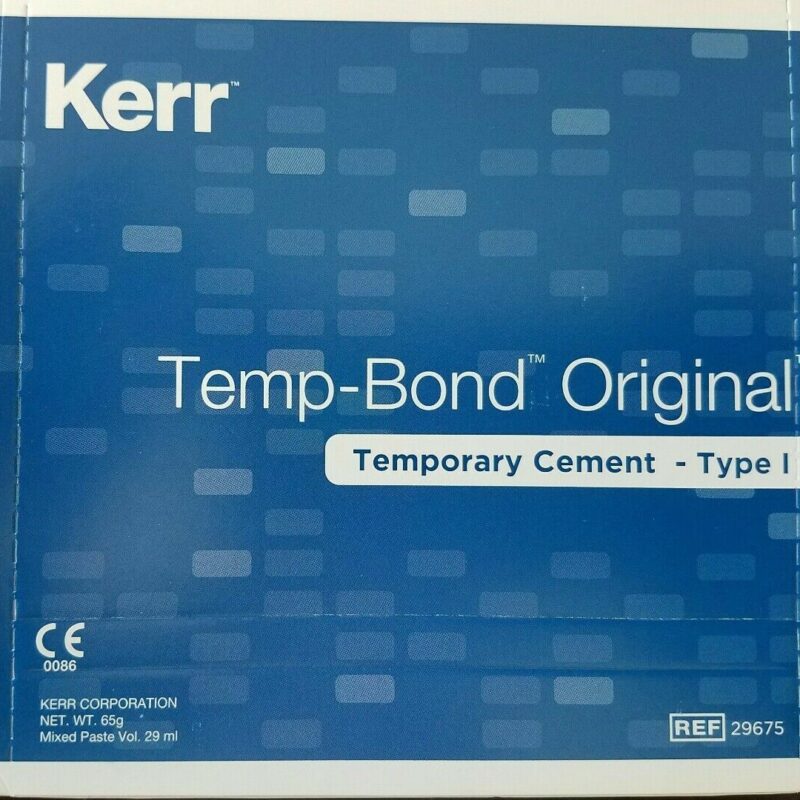 Kerr™
Temp-Bond™ Original™
Temporary Cement - Type I
CE
0086
KERR CORPORATION
NET. WT. 65g
Mixed Paste Vol. 29 ml
REF 29675